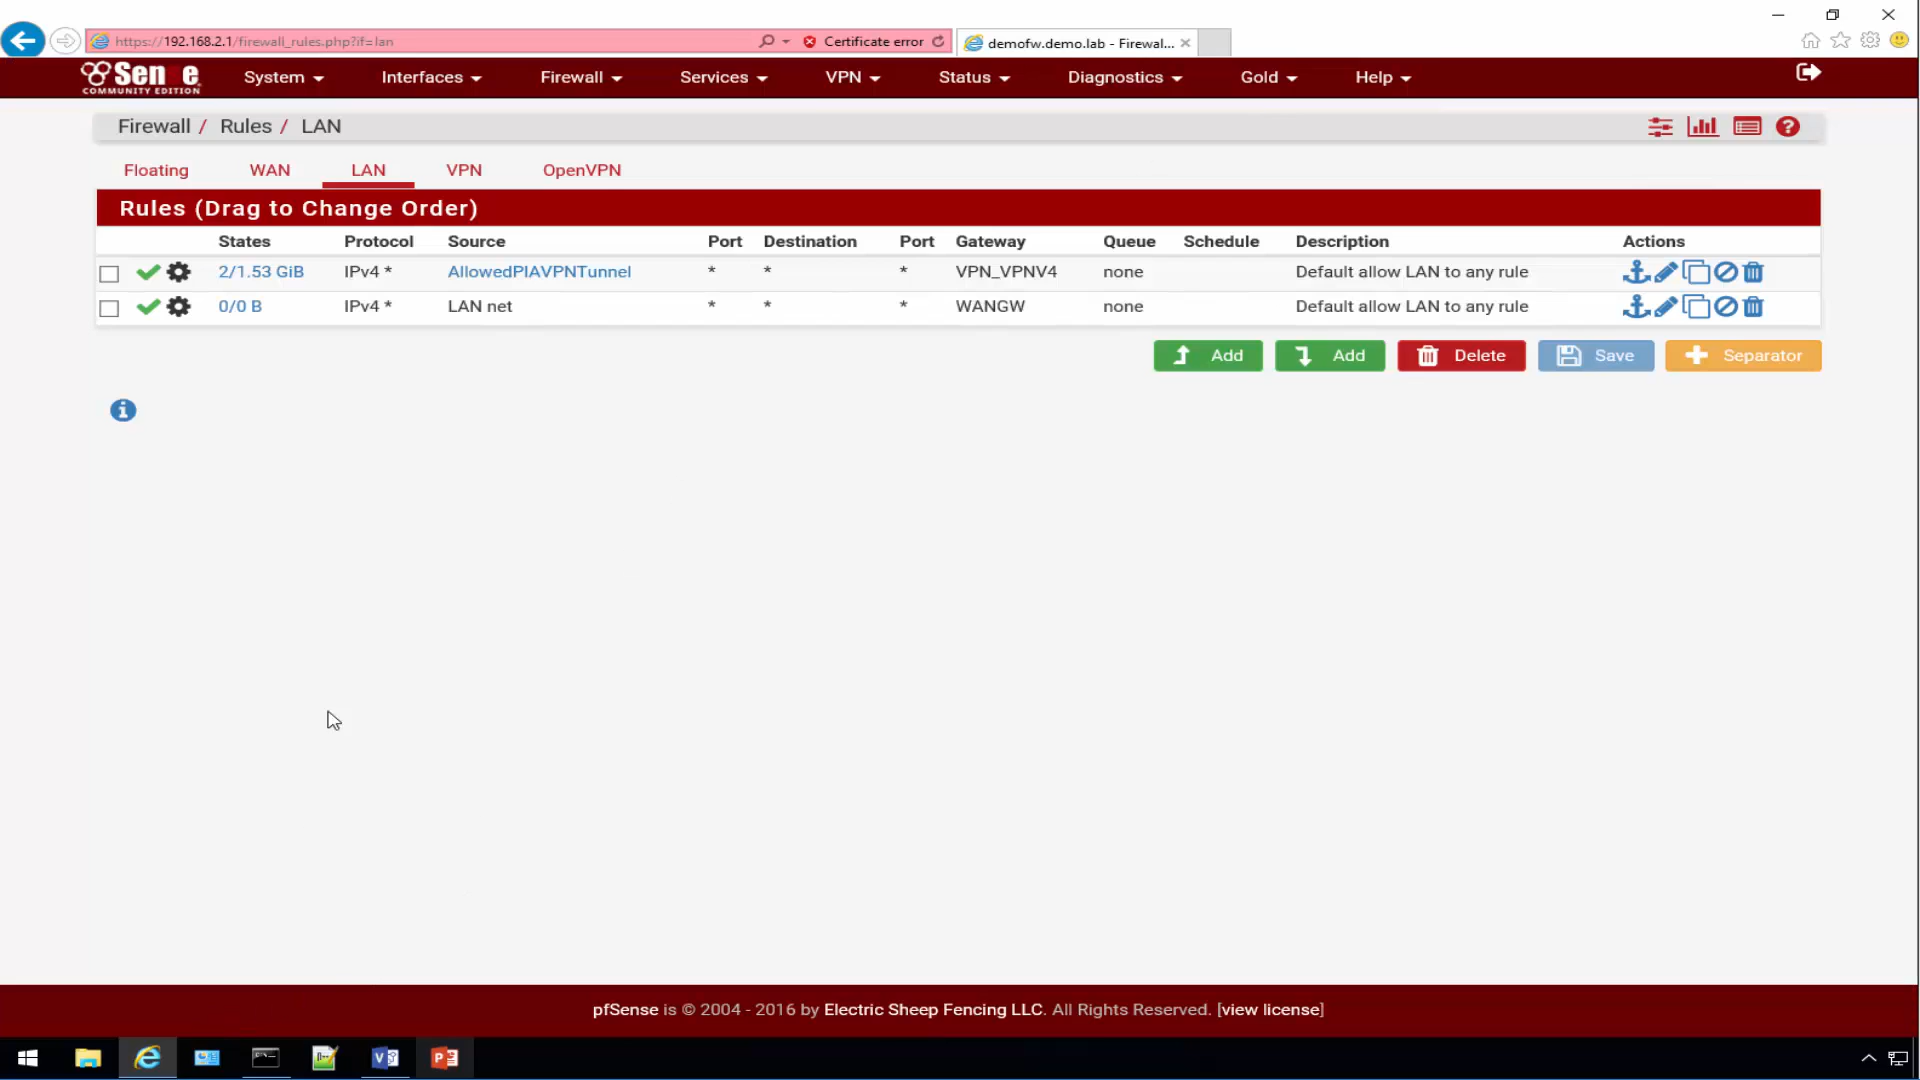 https://192.168.2.1/firewall_rules.php?if=lan
Certificate error
demofw.demo.lab - Firewal...
COMMUNITY EDITION
System
Interfaces
Firewall
Services
VPN
Status
Diagnostics
Gold
Help
Firewall / Rules / LAN
Floating
WAN
LAN
VPN
OpenVPN
Rules (Drag to Change Order)
States Protocol Source Port Destination Port Gateway Queue Schedule Description Actions
2/1.53 GiB IPv4 * AllowedPIAVPNTunnel * * * VPN_VPNV4 none Default allow LAN to any rule
0/0 B IPv4 * LAN net * * * WANGW none Default allow LAN to any rule
Add
Add
Delete
Save
Separator
pfSense is © 2004 - 2016 by Electric Sheep Fencing LLC. All Rights Reserved. [view license]